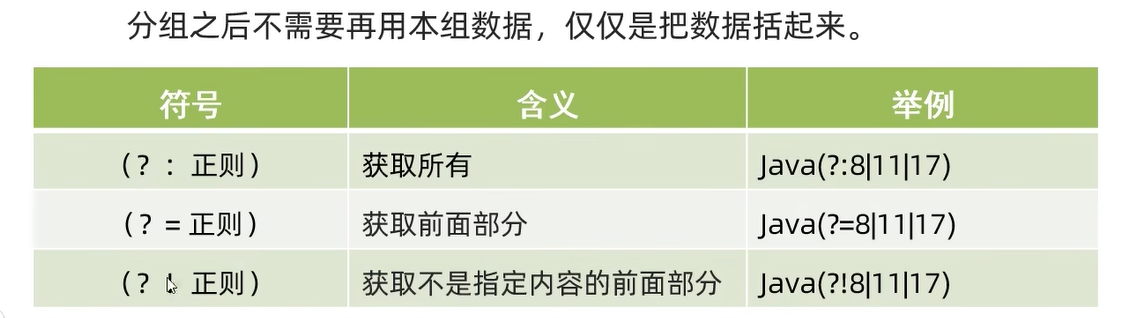 分组之后不需要再用本组数据，仅仅是把数据括起来。
符号 含义 举例
（? ： 正则） 获取所有 Java(?:8|11|17)
（? = 正则） 获取前面部分 Java(?=8|11|17)
（? ! 正则） 获取不是指定内容的前面部分 Java(?!8|11|17)